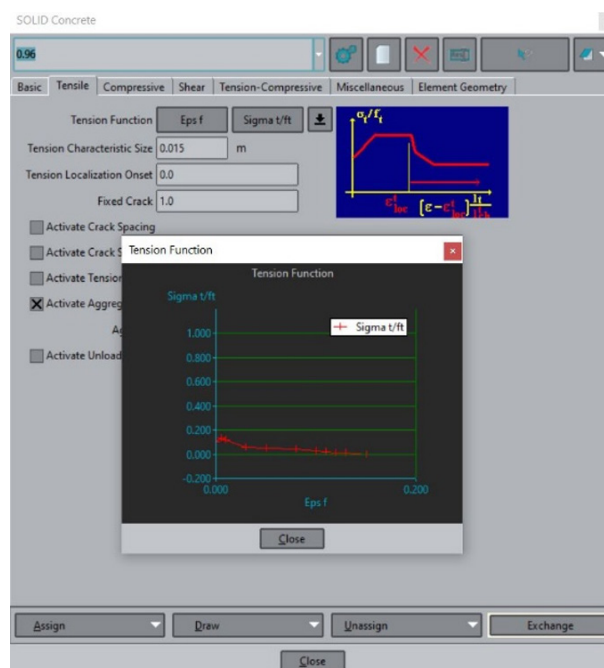 SOLID Concrete
0.96
Basic Tensile Compressive Shear Tension-Compressive Miscellaneous Element Geometry
Tension Function Eps f Sigma t/ft
Tension Characteristic Size 0.015 m
Tension Localization Onset 0.0
Fixed Crack 1.0
Activate Crack Spacing
Activate Crack S
Activate Tension
Activate Aggreg
Ag
Activate Unload
σt/ft
Tension Function
Tension Function
Sigma t/ft
Sigma t/ft
1.000
0.800
0.600
0.400
0.200
0.000
-0.200
0.000 0.200
Eps f
Close
Assign Draw Unassign Exchange
Close